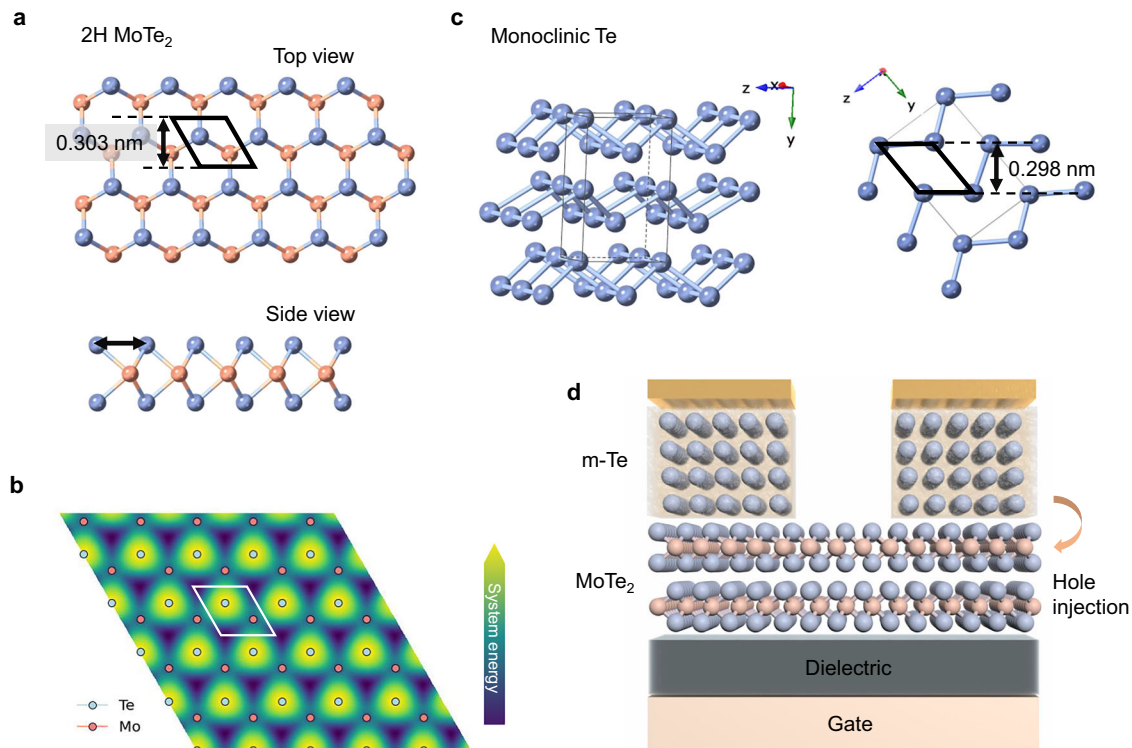 a
2H MoTe₂
Top view
0.303 nm
Side view
b
System energy
Te
Mo
c
Monoclinic Te
z
x
y
z
y
0.298 nm
d
m-Te
MoTe₂
Hole
injection
Dielectric
Gate